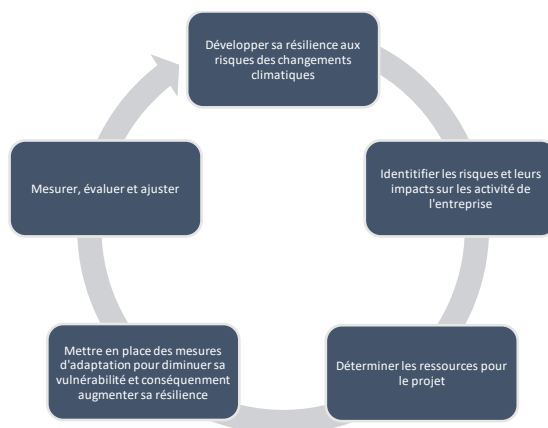 Développer sa résilience aux
risques des changements
climatiques
Identitifier les risques et leurs
impacts sur les activité de
l'entreprise
Déterminer les ressources pour
le projet
Mettre en place des mesures
d'adaptation pour diminuer sa
vulnérabilité et conséquemment
augmenter sa résilience
Mesurer, évaluer et ajuster